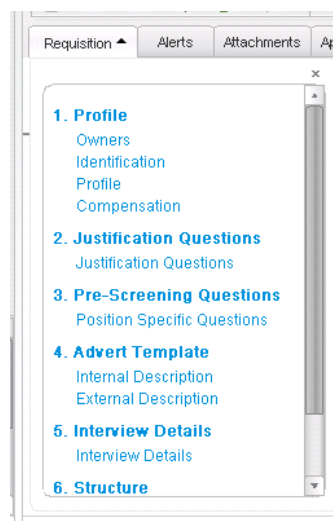 Requisition Alerts Attachments
×
1. Profile
Owners
Identification
Profile
Compensation
2. Justification Questions
Justification Questions
3. Pre-Screening Questions
Position Specific Questions
4. Advert Template
Internal Description
External Description
5. Interview Details
Interview Details
6. Structure